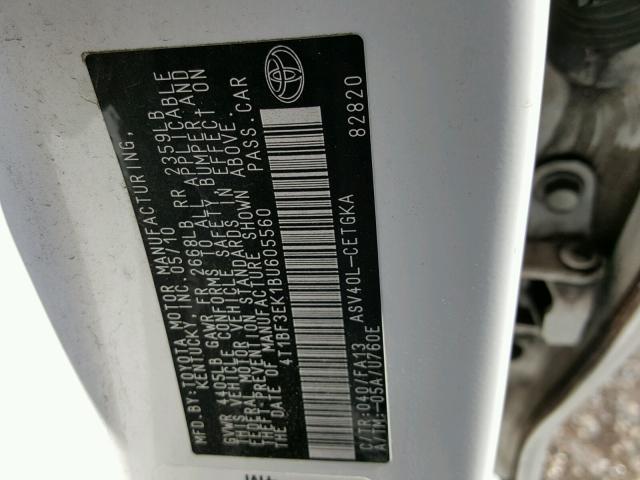 MFD.BY:TOYOTA MOTOR MANUFACTURING,
KENTUCKY, INC. 05/10
GVWR 4405LB GAWR FR 2668LB RR 2359LB
THIS VEHICLE CONFORMS TO ALL APPLICABLE
FEDERAL MOTOR VEHICLE SAFETY, BUMPER, AND
THEFT-PREVENTION STANDARDS IN EFFECT ON
THE DATE OF MANUFACTURE SHOWN ABOVE.
4T1BF3EK1BU605560 PASS.CAR
C/TR:040/FA13 ASV40L-CETGKA
A/TM:-05A/U760E 82820